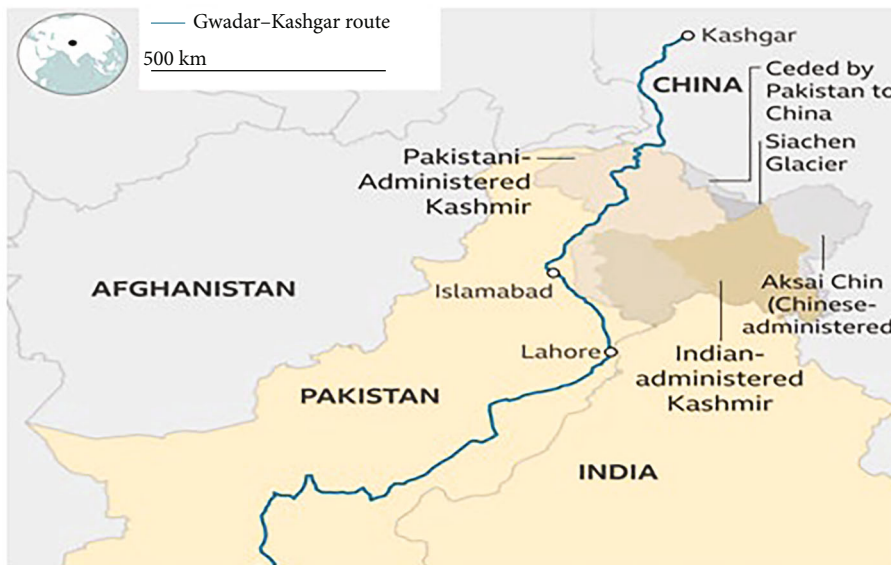 Gwadar–Kashgar route
500 km
Kashgar
CHINA
Ceded by
Pakistan to
China
Siachen
Glacier
Pakistani-
Administered
Kashmir
AFGHANISTAN
Islamabad
Aksai Chin
(Chinese-
administered)
Lahore
Indian-
administered
Kashmir
PAKISTAN
INDIA